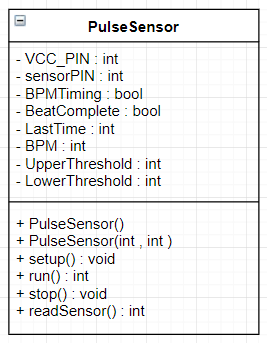 PulseSensor
- VCC_PIN : int
- sensorPIN : int
- BPMTiming : bool
- BeatComplete : bool
- LastTime : int
- BPM : int
- UpperThreshold : int
- LowerThreshold : int
+ PulseSensor()
+ PulseSensor(int , int )
+ setup() : void
+ run() : int
+ stop() : void
+ readSensor() : int